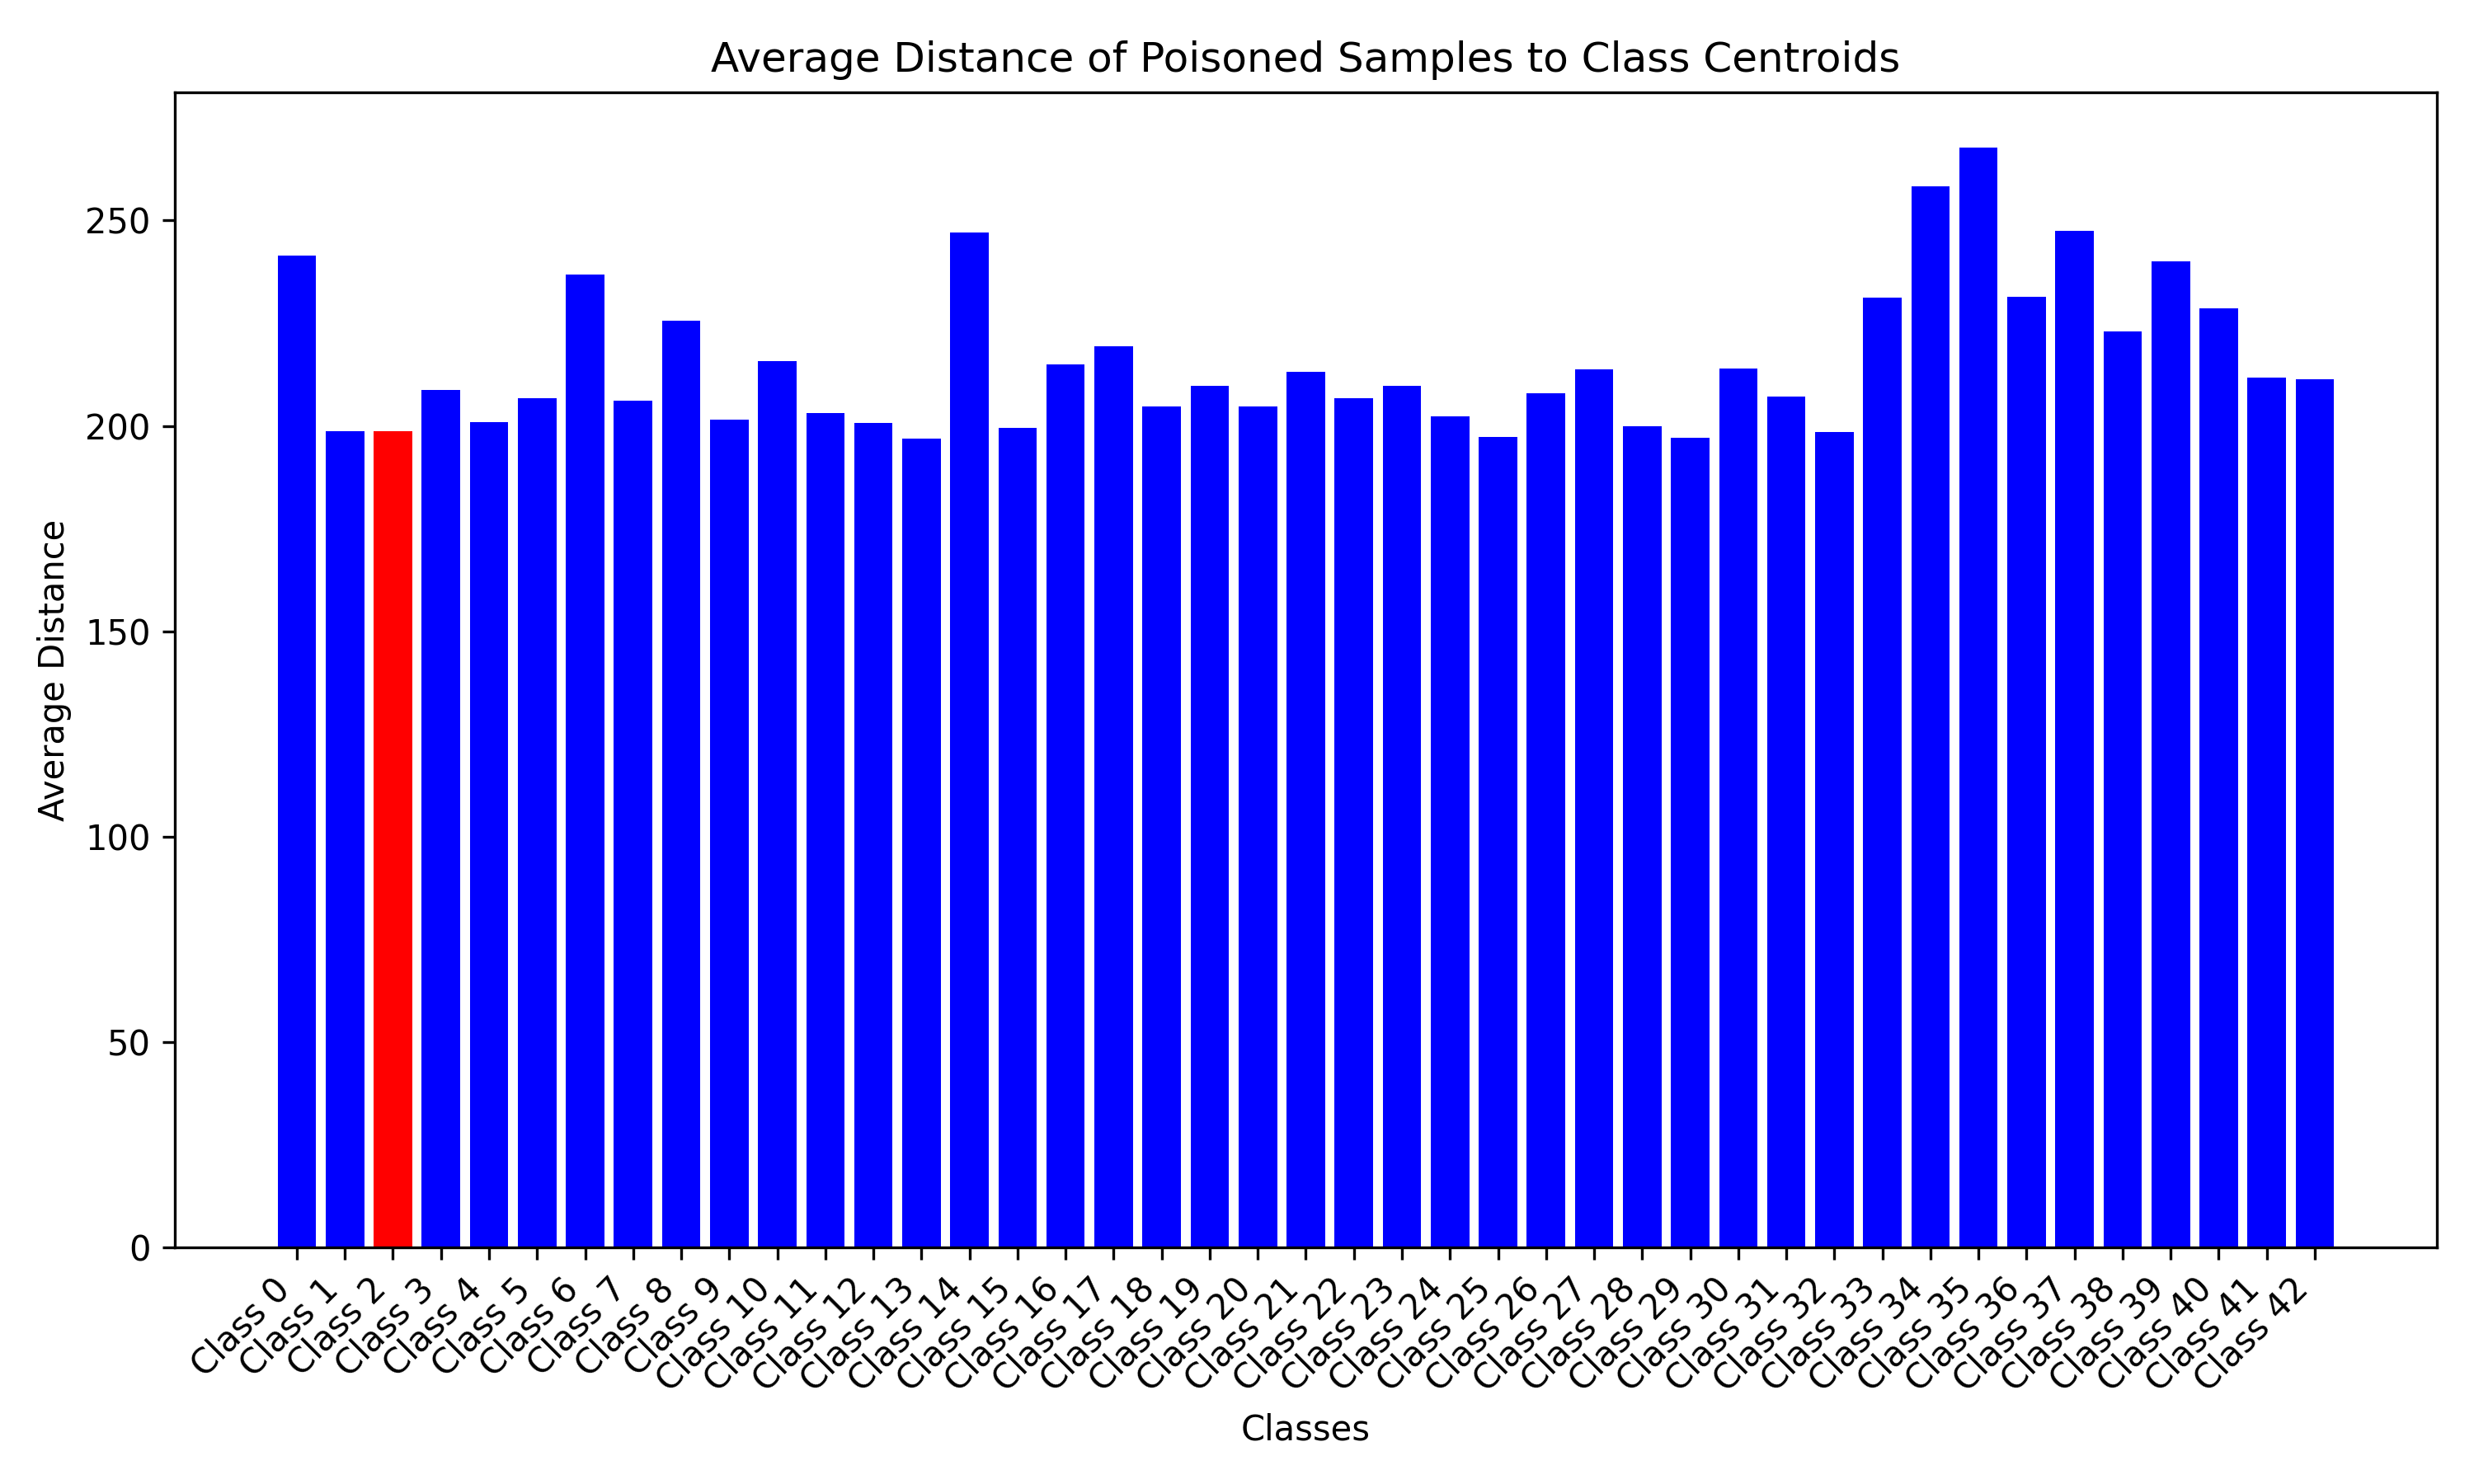 Average Distance of Poisoned Samples to Class Centroids
Average Distance
250
200
150
100
50
0
Class 0
Class 1
Class 2
Class 3
Class 4
Class 5
Class 6
Class 7
Class 8
Class 9
Class 10
Class 11
Class 12
Class 13
Class 14
Class 15
Class 16
Class 17
Class 18
Class 19
Class 20
Class 21
Class 22
Class 23
Class 24
Class 25
Class 26
Class 27
Class 28
Class 29
Class 30
Class 31
Class 32
Class 33
Class 34
Class 35
Class 36
Class 37
Class 38
Class 39
Class 40
Class 41
Class 42
Classes